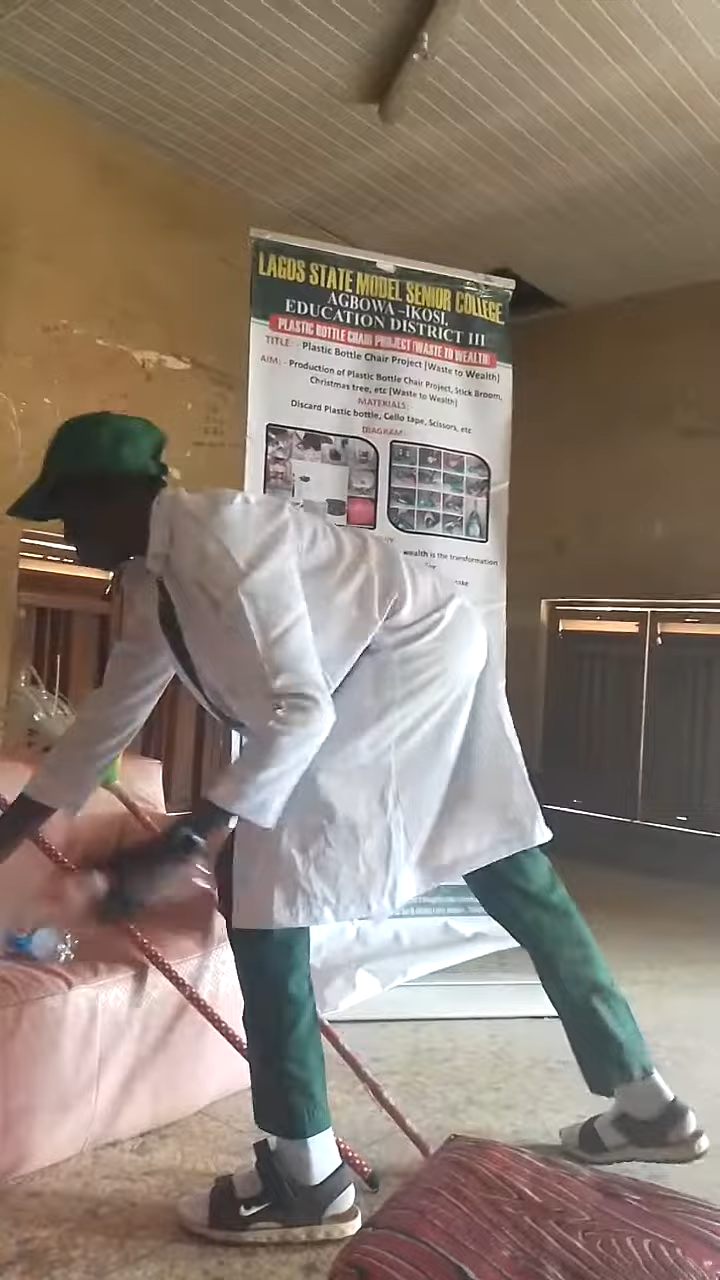 LAGOS STATE MODEL SENIOR COLLEGE
AGBOWA -IKOSI,
EDUCATION DISTRICT III
PLASTIC BOTTLE CHAIR PROJECT (WASTE TO WEALTH)
TITLE: - Plastic Bottle Chair Project (Waste to Wealth)
AIM: - Production of Plastic Bottle Chair Project, Stick Broom,
Christmas tree, etc (Waste to Wealth)
MATERIALS: -
Discard Plastic bottle, Cello tape, Scissors, etc
DIAGRAM:
wealth is the transformation